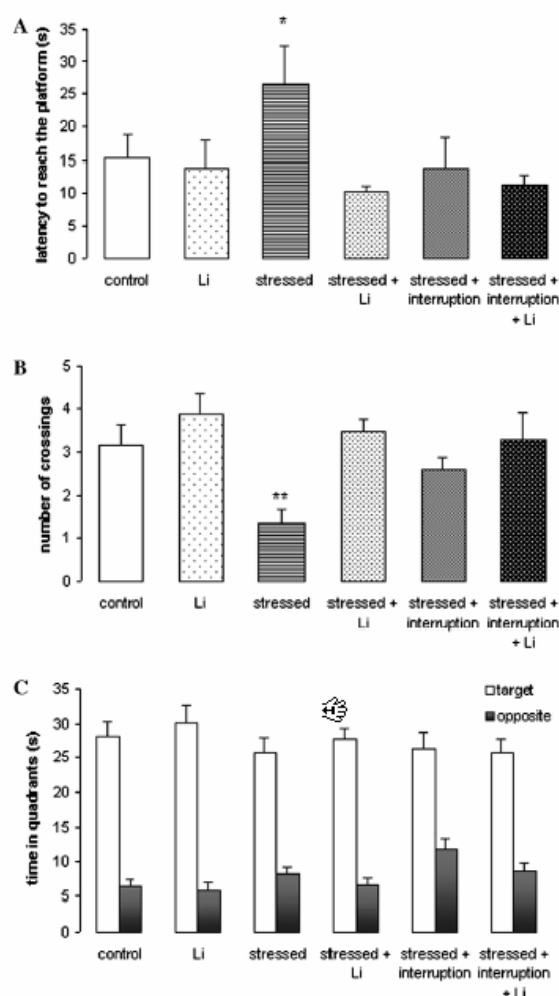 A
latency to reach the platform (s)
35
30
25
20
15
10
5
0
*
control
Li
stressed
stressed +
Li
stressed +
interruption
stressed +
interruption
+ Li
B
number of crossings
5
4
3
2
1
0
**
control
Li
stressed
stressed +
Li
stressed +
interruption
stressed +
interruption
+ Li
C
time in quadrants (s)
35
30
25
20
15
10
5
0
target
opposite
control
Li
stressed
stressed +
Li
stressed +
interruption
stressed +
interruption
+ Li